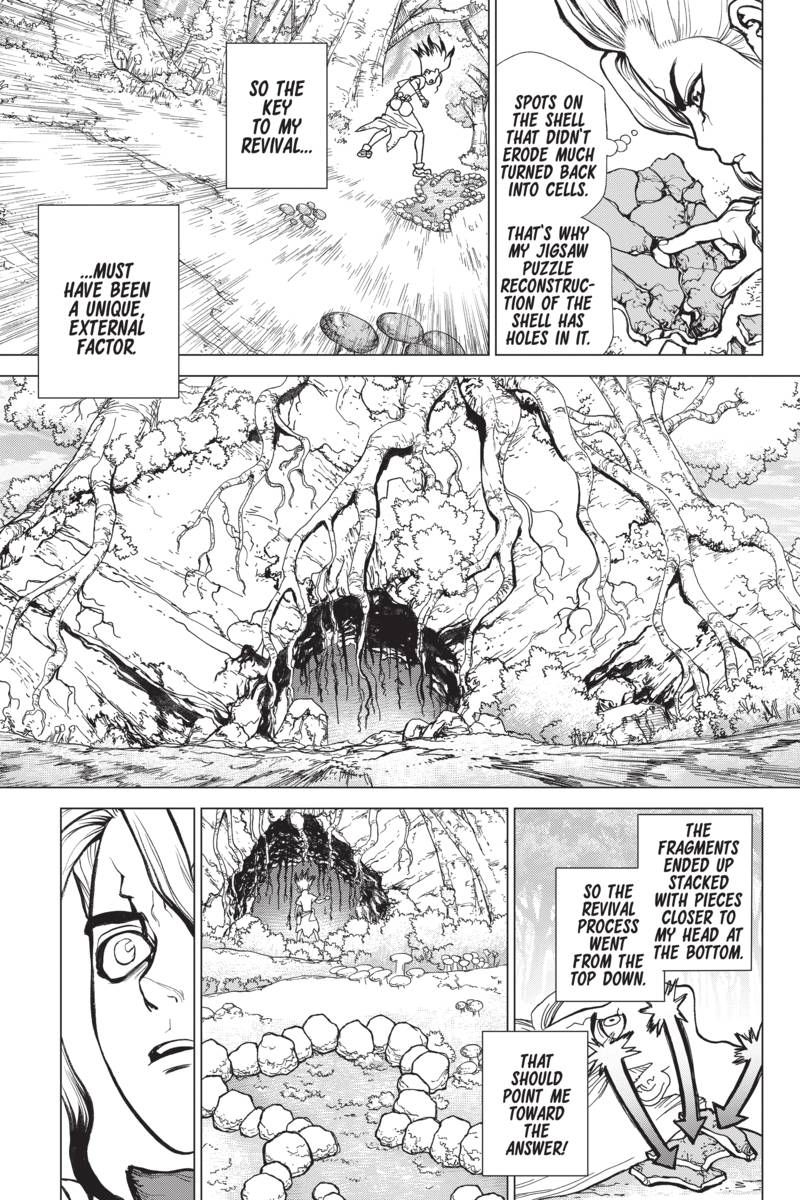 SPOTS ON
THE SHELL
THAT DIDN'T
ERODE MUCH
TURNED BACK
INTO CELLS.
THAT'S WHY
MY JIGSAW
PUZZLE
RECONSTRUC-
TION OF THE
SHELL HAS
HOLES IN IT.
SO THE
KEY
TO MY
REVIVAL...
...MUST
HAVE BEEN
A UNIQUE,
EXTERNAL
FACTOR.
THE
FRAGMENTS
ENDED UP
STACKED
WITH PIECES
CLOSER TO
MY HEAD AT
THE BOTTOM.
SO THE
REVIVAL
PROCESS
WENT
FROM THE
TOP DOWN.
THAT
SHOULD
POINT ME
TOWARD
THE
ANSWER!